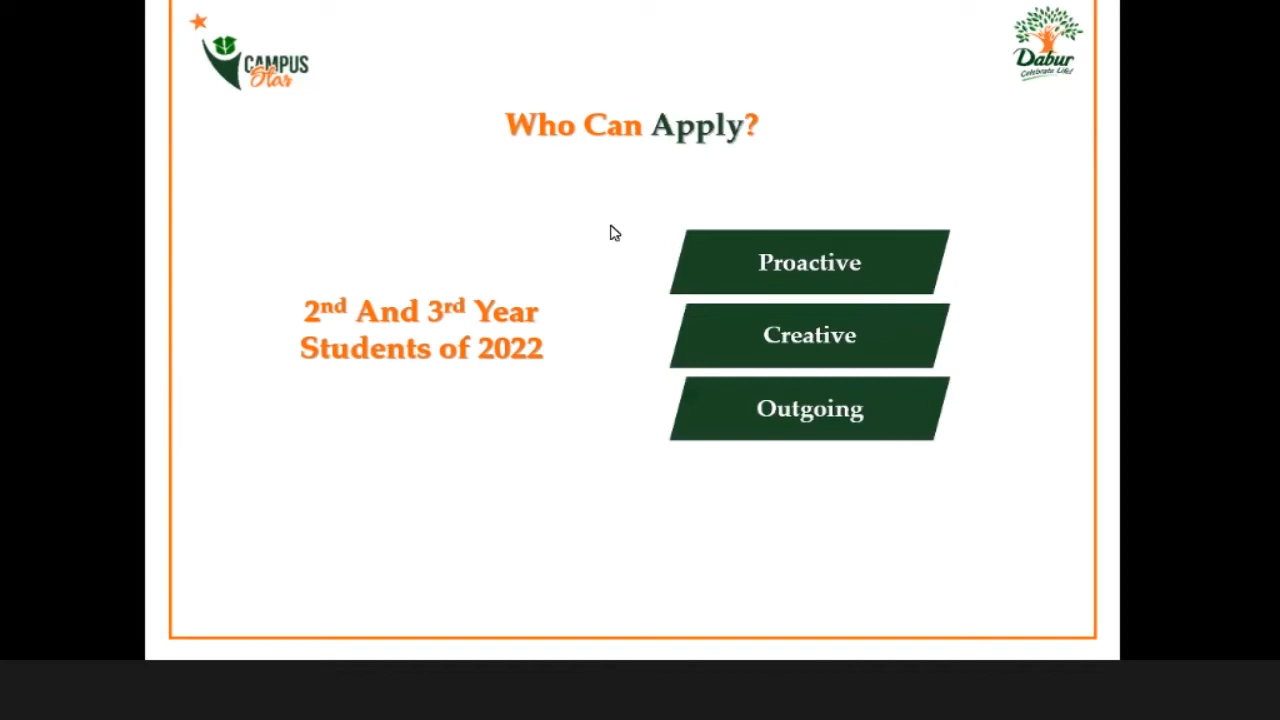 CAMPUS
Star
Dabur
Celebrate Life!
Who Can Apply?
2nd And 3rd Year
Students of 2022
Proactive
Creative
Outgoing